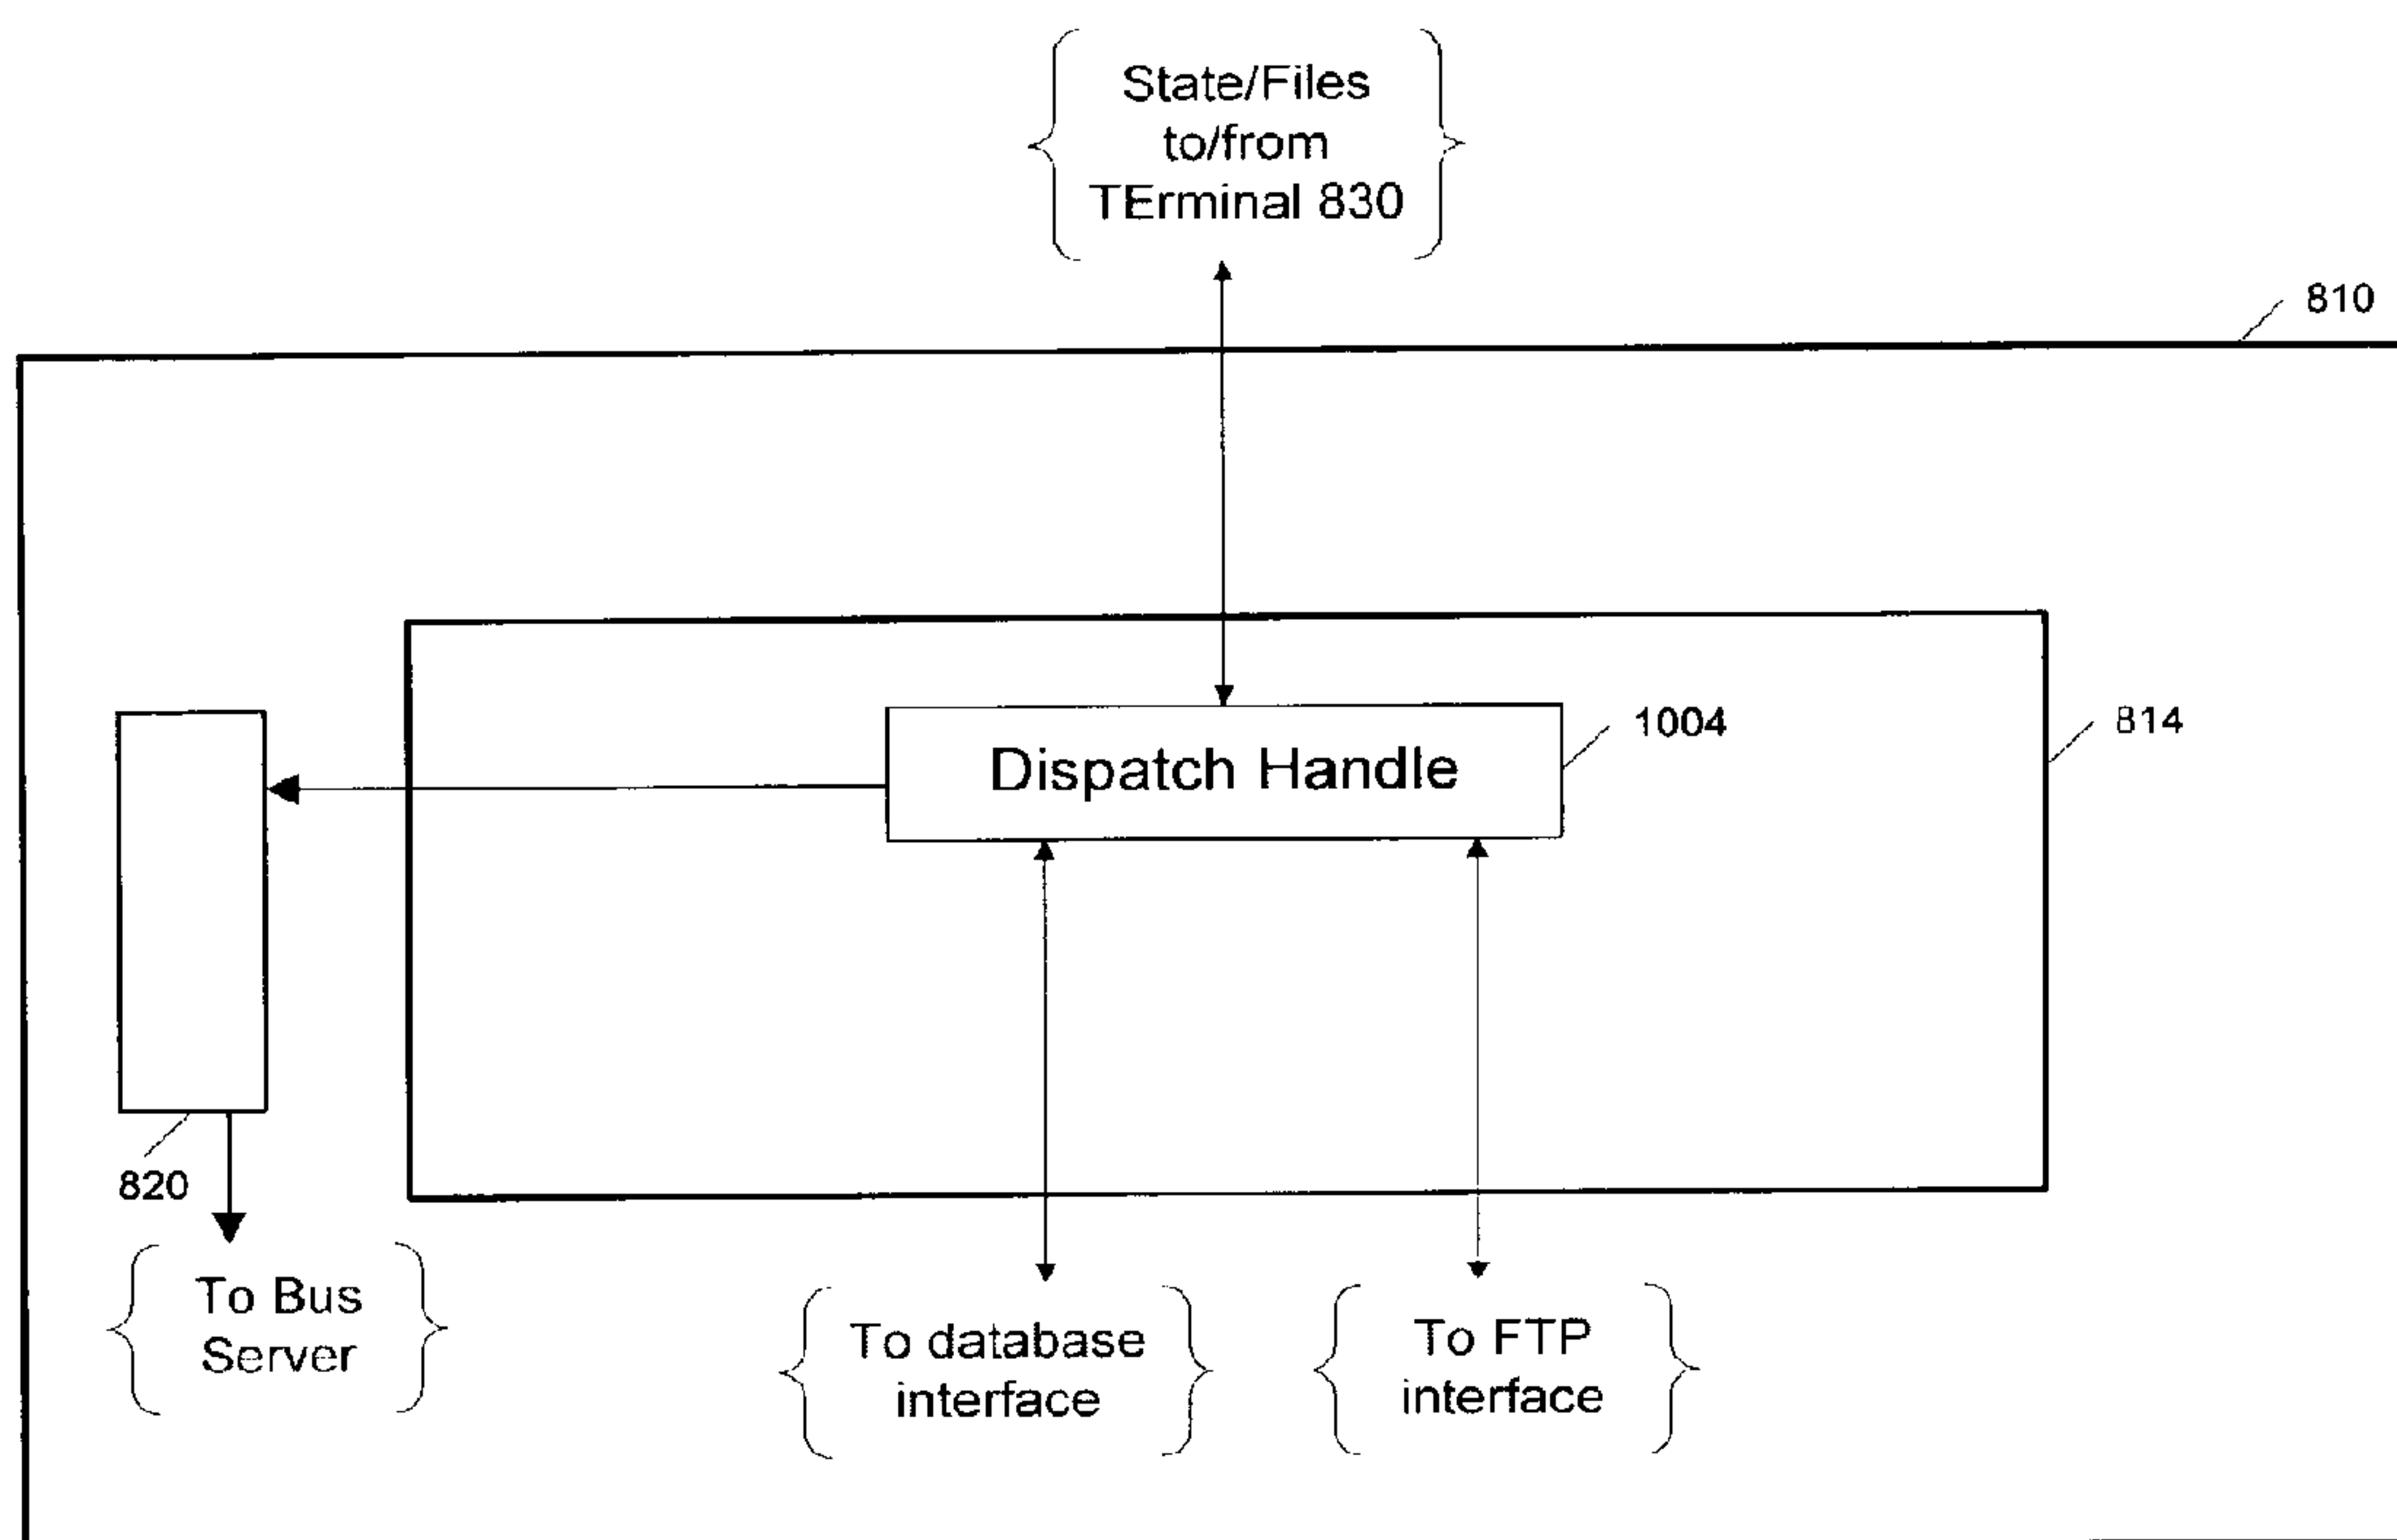 State/Files
to/from
TErminal 830
810
Dispatch Handle
1004
814
820
To Bus
Server
To database
interface
To FTP
interface